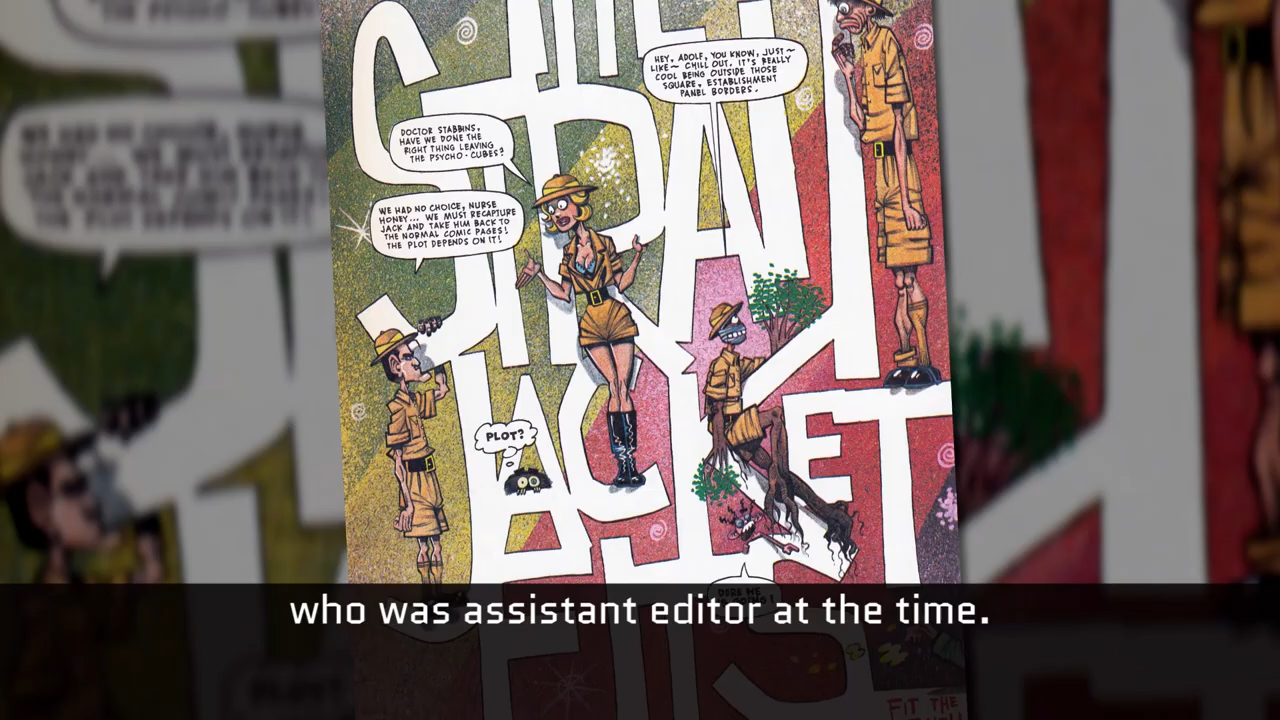 THE
STRAIT
JACKET
FITS
HEY, ADOLF, YOU KNOW, JUST~
LIKE~ CHILL OUT. IT'S REALLY
COOL BEING OUTSIDE THOSE
SQUARE, ESTABLISHMENT
PANEL BORDERS.
DOCTOR STABBINS,
HAVE WE DONE THE
RIGHT THING LEAVING
THE PSYCHO-CUBES?
WE HAD NO CHOICE, NURSE
HONEY... WE MUST RECAPTURE
JACK AND TAKE HIM BACK TO
THE NORMAL COMIC PAGES!
THE PLOT DEPENDS ON IT!
PLOT?
who was assistant editor at the time.
FIT THE